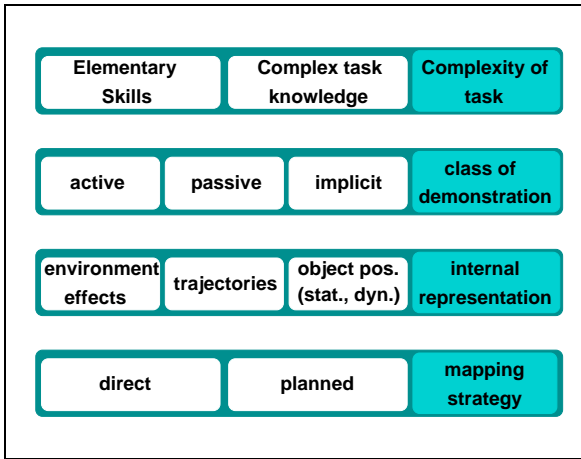 Elementary Skills
Complex task knowledge
Complexity of task
active
passive
implicit
class of demonstration
environment effects
trajectories
object pos. (stat., dyn.)
internal representation
direct
planned
mapping strategy